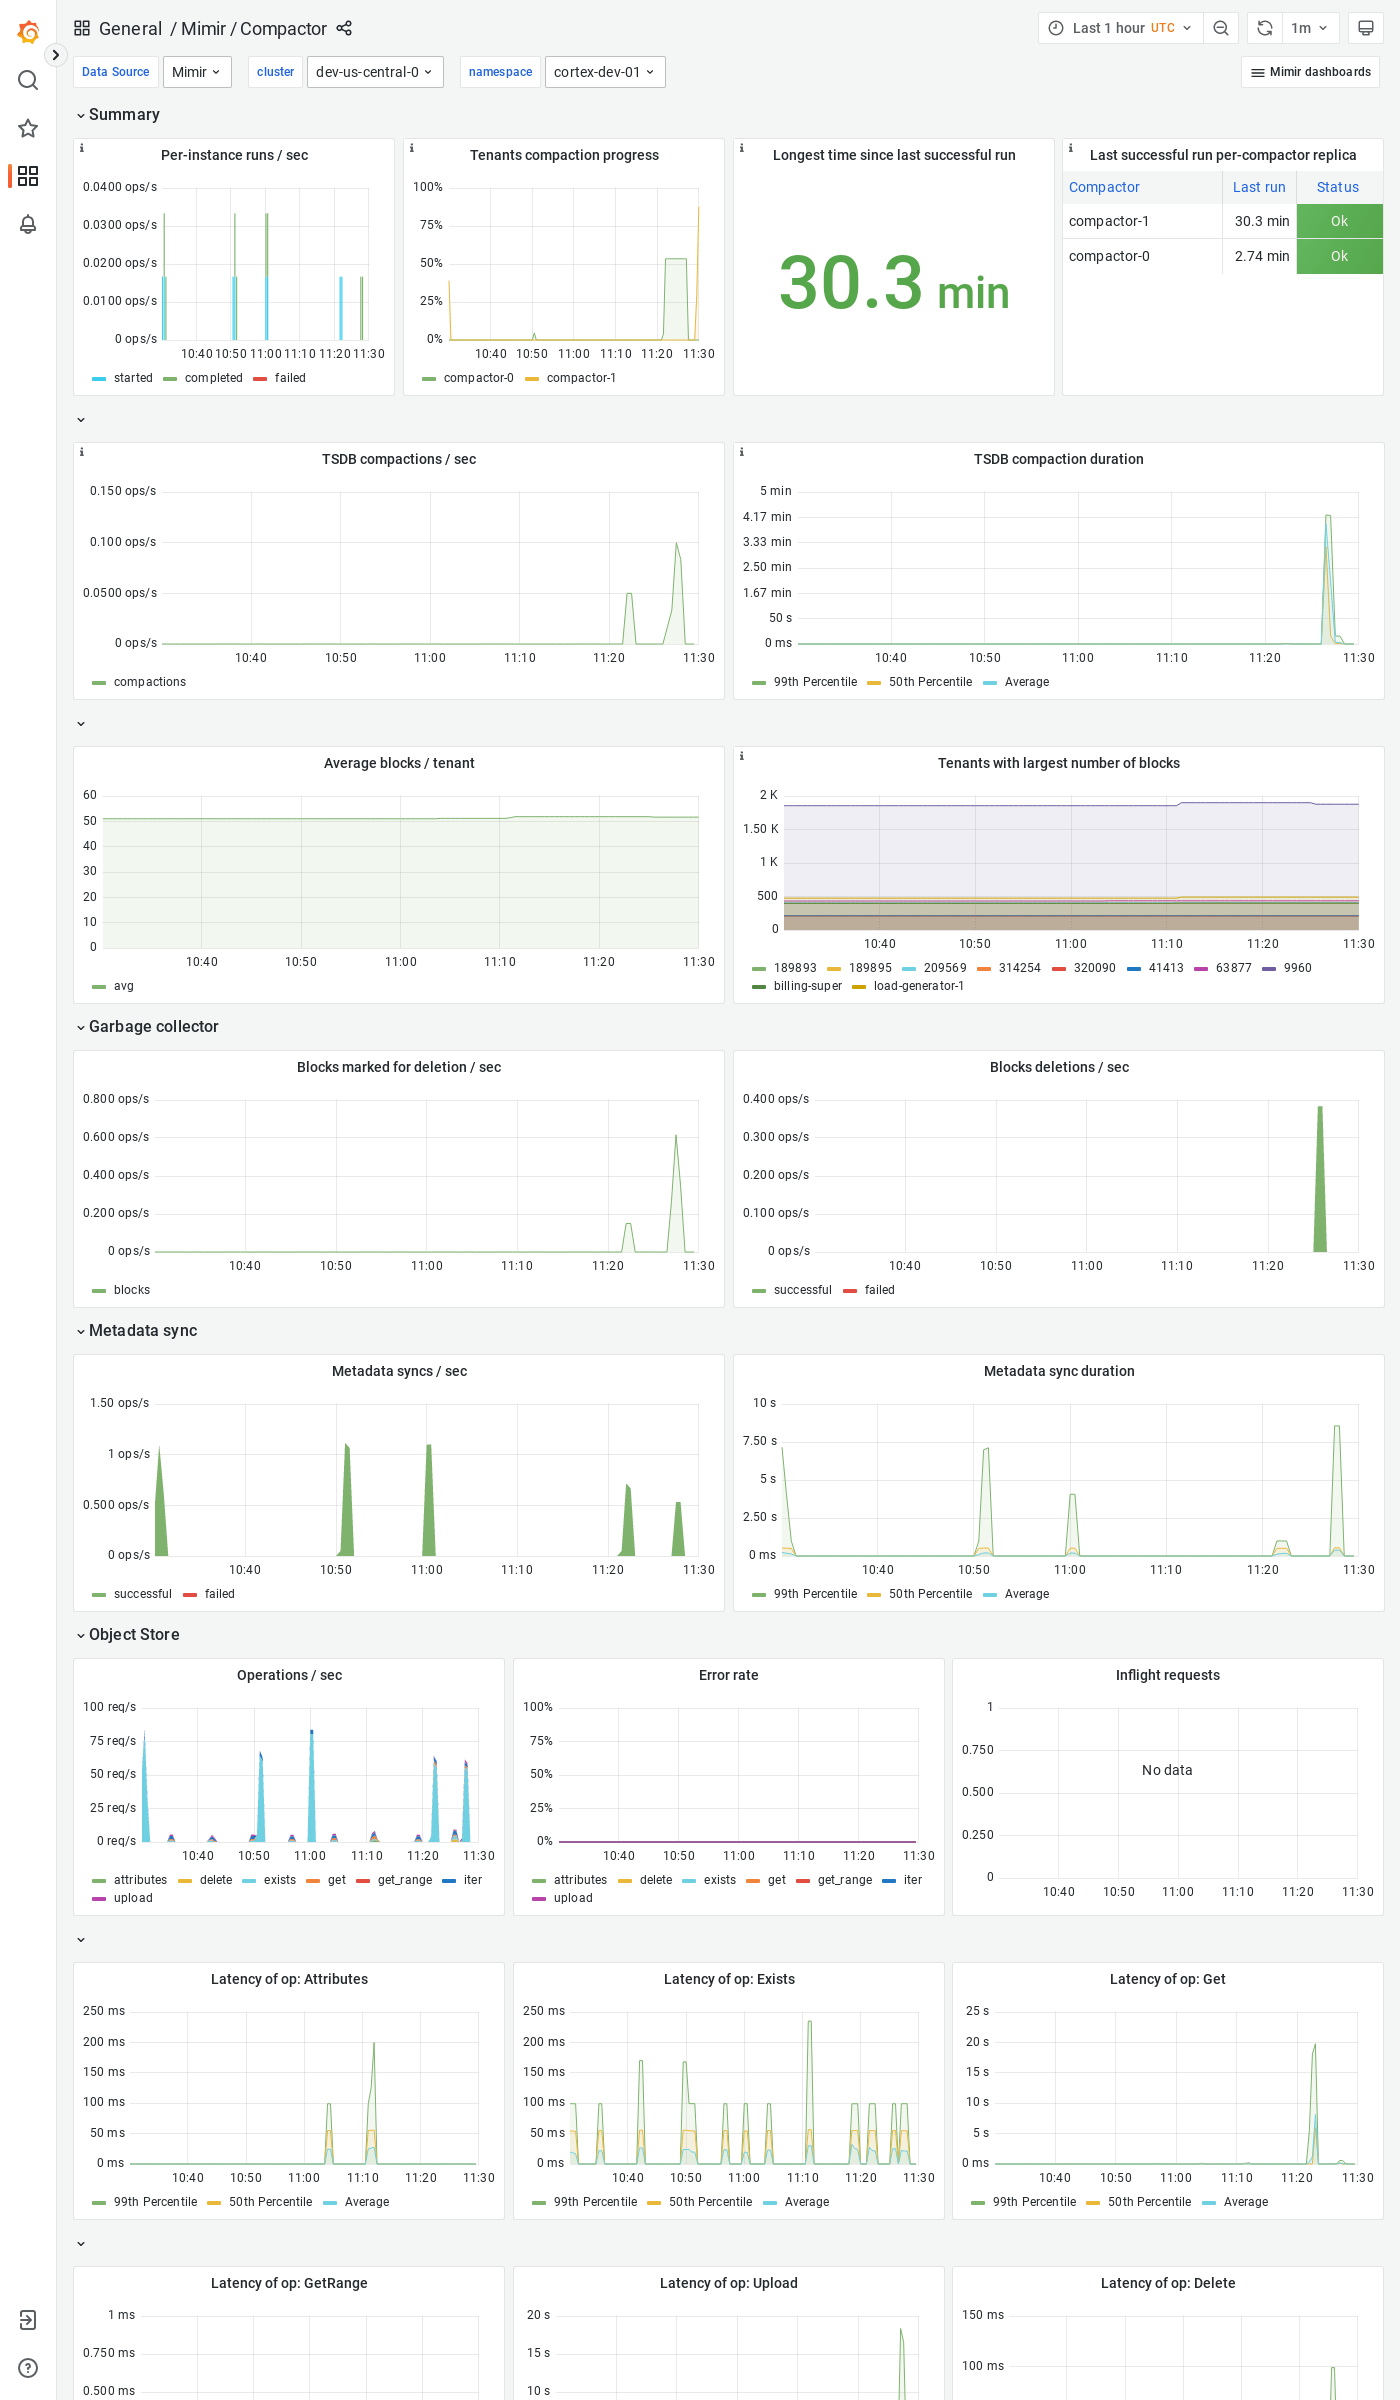 General / Mimir / Compactor
Last 1 hour UTC
1m
Data Source Mimir cluster dev-us-central-0 namespace cortex-dev-01
Mimir dashboards
Summary
Per-instance runs / sec
0.0400 ops/s
0.0300 ops/s
0.0200 ops/s
0.0100 ops/s
0 ops/s
10:40 10:50 11:00 11:10 11:20 11:30
started completed failed
Tenants compaction progress
100%
75%
50%
25%
0%
10:40 10:50 11:00 11:10 11:20 11:30
compactor-0 compactor-1
Longest time since last successful run
30.3 min
Last successful run per-compactor replica
Compactor Last run Status
compactor-1 30.3 min Ok
compactor-0 2.74 min Ok
TSDB compactions / sec
0.150 ops/s
0.100 ops/s
0.0500 ops/s
0 ops/s
10:40 10:50 11:00 11:10 11:20 11:30
compactions
TSDB compaction duration
5 min
4.17 min
3.33 min
2.50 min
1.67 min
50 s
0 ms
10:40 10:50 11:00 11:10 11:20 11:30
99th Percentile 50th Percentile Average
Average blocks / tenant
60
50
40
30
20
10
0
10:40 10:50 11:00 11:10 11:20 11:30
avg
Tenants with largest number of blocks
2 K
1.50 K
1 K
500
0
10:40 10:50 11:00 11:10 11:20 11:30
189893 189895 209569 314254 320090 41413 63877 9960
billing-super load-generator-1
Garbage collector
Blocks marked for deletion / sec
0.800 ops/s
0.600 ops/s
0.400 ops/s
0.200 ops/s
0 ops/s
10:40 10:50 11:00 11:10 11:20 11:30
blocks
Blocks deletions / sec
0.400 ops/s
0.300 ops/s
0.200 ops/s
0.100 ops/s
0 ops/s
10:40 10:50 11:00 11:10 11:20 11:30
successful failed
Metadata sync
Metadata syncs / sec
1.50 ops/s
1 ops/s
0.500 ops/s
0 ops/s
10:40 10:50 11:00 11:10 11:20 11:30
successful failed
Metadata sync duration
10 s
7.50 s
5 s
2.50 s
0 ms
10:40 10:50 11:00 11:10 11:20 11:30
99th Percentile 50th Percentile Average
Object Store
Operations / sec
100 req/s
75 req/s
50 req/s
25 req/s
0 req/s
10:40 10:50 11:00 11:10 11:20 11:30
attributes delete exists get get_range iter
upload
Error rate
100%
75%
50%
25%
0%
10:40 10:50 11:00 11:10 11:20 11:30
attributes delete exists get get_range iter
upload
Inflight requests
1
0.750
0.500
0.250
0
No data
10:40 10:50 11:00 11:10 11:20 11:30
Latency of op: Attributes
250 ms
200 ms
150 ms
100 ms
50 ms
0 ms
10:40 10:50 11:00 11:10 11:20 11:30
99th Percentile 50th Percentile Average
Latency of op: Exists
250 ms
200 ms
150 ms
100 ms
50 ms
0 ms
10:40 10:50 11:00 11:10 11:20 11:30
99th Percentile 50th Percentile Average
Latency of op: Get
25 s
20 s
15 s
10 s
5 s
0 ms
10:40 10:50 11:00 11:10 11:20 11:30
99th Percentile 50th Percentile Average
Latency of op: GetRange
1 ms
0.750 ms
0.500 ms
Latency of op: Upload
20 s
15 s
10 s
Latency of op: Delete
150 ms
100 ms